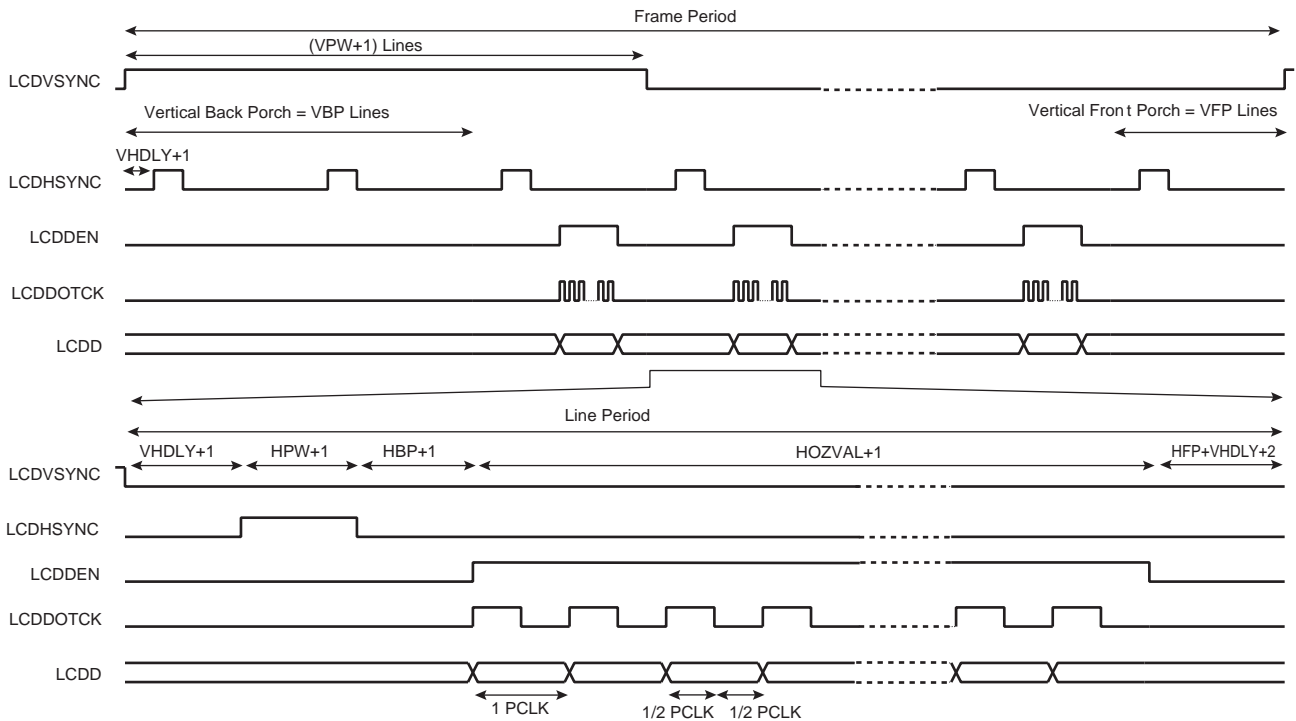 Frame Period
(VPW+1) Lines
LCDVSYNC
Vertical Back Porch = VBP Lines
Vertical Front Porch = VFP Lines
VHDLY+1
LCDHSYNC
LCDDEN
LCDDOTCK
LCDD
Line Period
VHDLY+1 HPW+1 HBP+1 HOZVAL+1 HFP+VHDLY+2
LCDVSYNC
LCDHSYNC
LCDDEN
LCDDOTCK
LCDD
1 PCLK 1/2 PCLK 1/2 PCLK